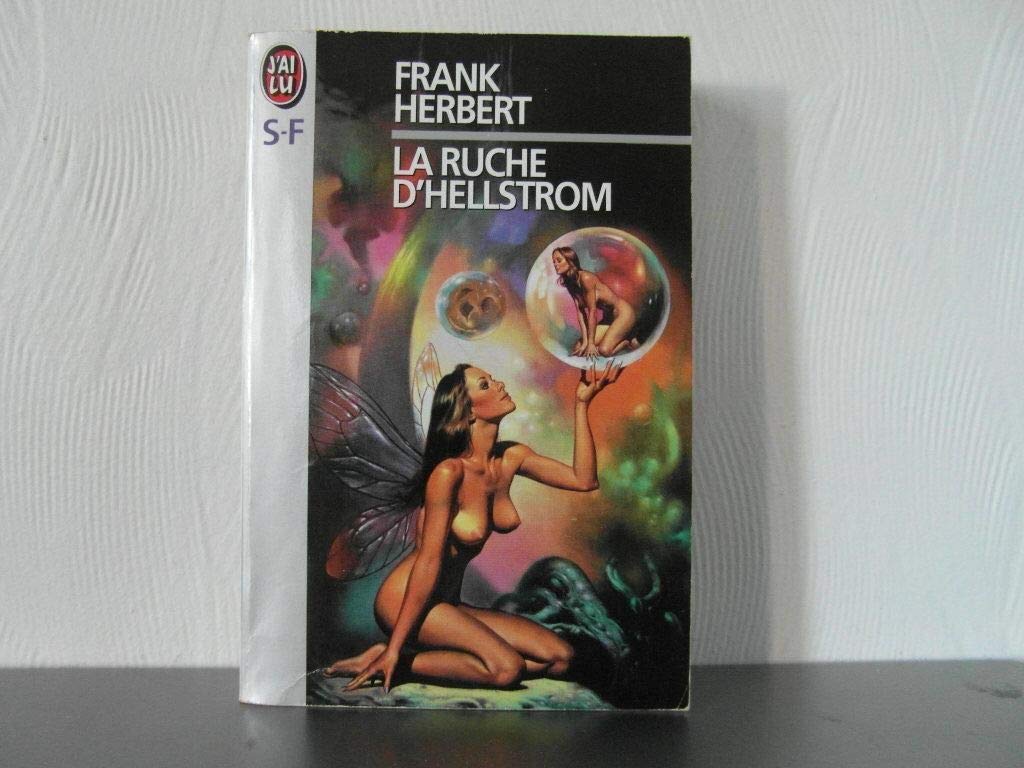 J'AI
LU
S-F
FRANK
HERBERT
LA RUCHE
D'HELLSTROM